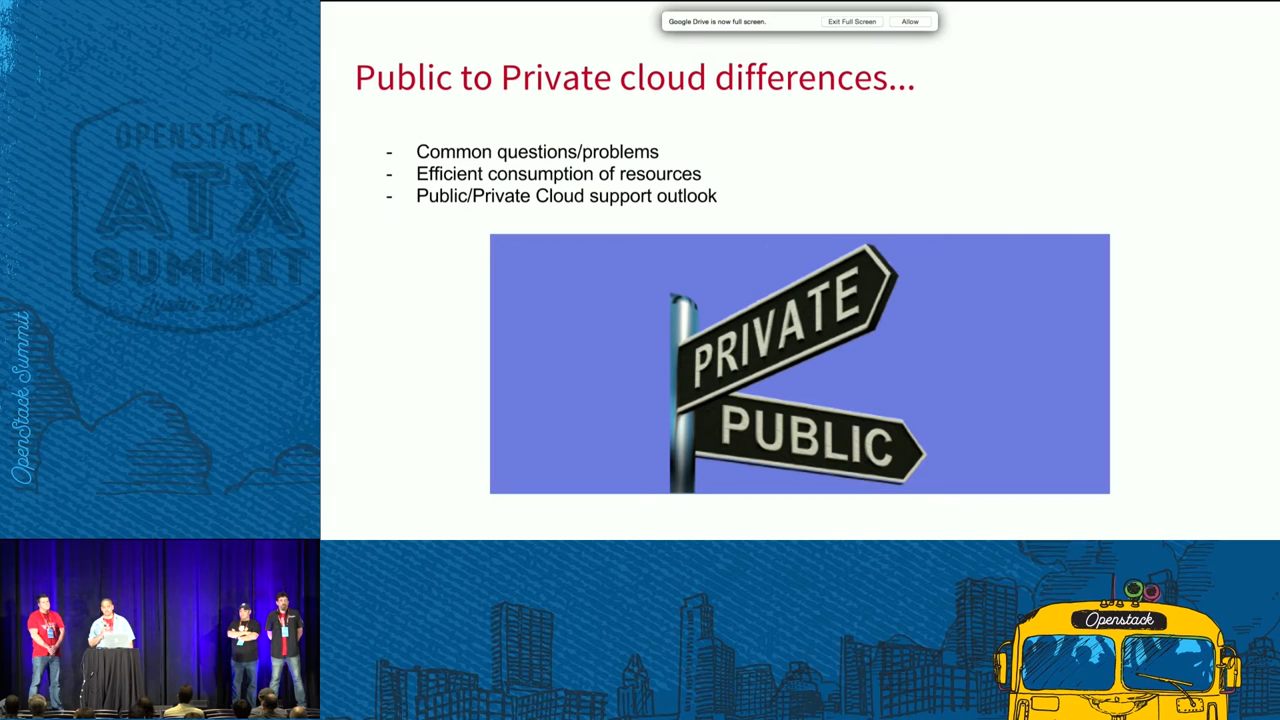 Google Drive is now full screen.
Exit Full Screen
Allow
Public to Private cloud differences...
- Common questions/problems
- Efficient consumption of resources
- Public/Private Cloud support outlook
PRIVATE
PUBLIC
OPENSTACK
ATX
SUMMIT
OpenStack Summit
Openstack